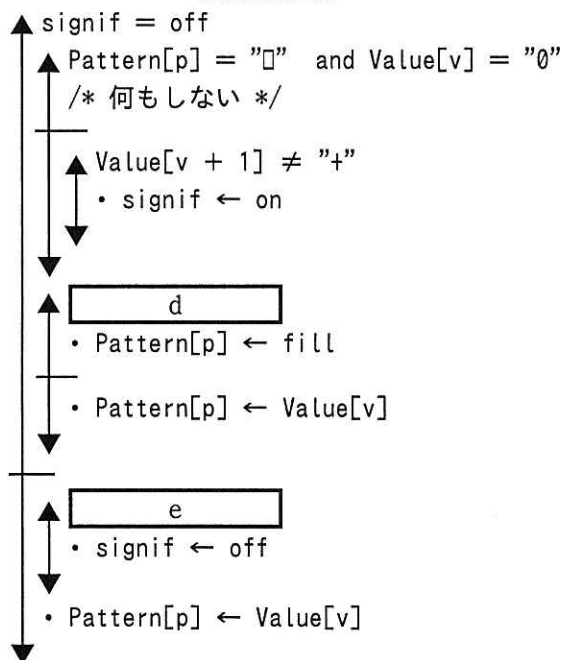 signif = off
Pattern[p] = "□" and Value[v] = "0"
/* 何もしない */
Value[v + 1] ≠ "+"
・ signif ← on
d
・ Pattern[p] ← fill
・ Pattern[p] ← Value[v]
e
・ signif ← off
・ Pattern[p] ← Value[v]